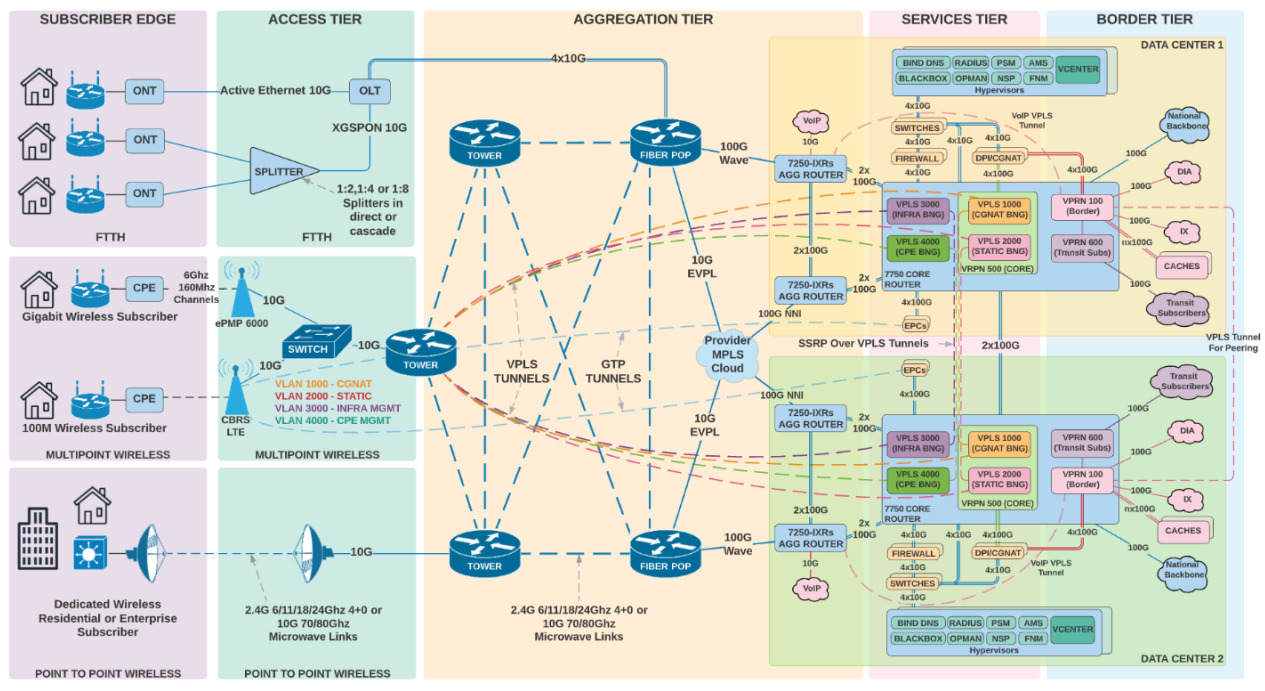 SUBSCRIBER EDGE
ACCESS TIER
AGGREGATION TIER
SERVICES TIER
BORDER TIER
ONT
ONT
ONT
FTTH
Active Ethernet 10G
OLT
XGSPON 10G
SPLITTER
1:2,1:4 or 1:8
Splitters in
direct or
cascade
FTTH
4x10G
CPE
Gigabit Wireless Subscriber
CPE
100M Wireless Subscriber
MULTIPOINT WIRELESS
6Ghz
160Mhz
Channels
ePMP 6000
10G
SWITCH
10G
10G
CBRS
LTE
VLAN 1000 - CGNAT
VLAN 2000 - STATIC
VLAN 3000 - INFRA MGMT
VLAN 4000 - CPE MGMT
MULTIPOINT WIRELESS
Dedicated Wireless
Residential or Enterprise
Subscriber
POINT TO POINT WIRELESS
10G
2.4G 6/11/18/24Ghz 4+0 or
10G 70/80Ghz
Microwave Links
POINT TO POINT WIRELESS
TOWER
FIBER POP
TOWER
TOWER
FIBER POP
VPLS
TUNNELS
GTP
TUNNELS
10G
EVPL
Provider
MPLS
Cloud
10G
EVPL
100G
Wave
100G
Wave
100G NNI
100G NNI
2.4G 6/11/18/24Ghz 4+0 or
10G 70/80Ghz
Microwave Links
DATA CENTER 1
BIND DNS
RADIUS
PSM
AMS
VCENTER
BLACKBOX
OPMAN
NSP
FNM
Hypervisors
4x10G
SWITCHES
4x10G
4x10G
4x10G
FIREWALL
DPI/CGNAT
4x10G
4x10G
4x10G
VoIP VPLS
Tunnel
VoIP
10G
7250-IXRs
AGG ROUTER
2x
100G
2x100G
7250-IXRs
AGG ROUTER
2x
100G
VPLS 3000
(INFRA BNG)
VPLS 1000
(CGNAT BNG)
VPLS 4000
(CPE BNG)
VPLS 2000
(STATIC BNG)
VRPN 500 (CORE)
7750 CORE
ROUTER
VPRN 100
(Border)
VPRN 600
(Transit Subs)
National
Backbone
100G
DIA
100G
IX
100G
nx100G
CACHES
100G
Transit
Subscribers
4x10G
EPCs
SSRP Over VPLS Tunnels
2x100G
VPLS Tunnel
For Peering
EPCs
4x10G
7250-IXRs
AGG ROUTER
2x
100G
2x100G
7250-IXRs
AGG ROUTER
2x
100G
10G
VoIP
VPLS 3000
(INFRA BNG)
VPLS 1000
(CGNAT BNG)
VPLS 4000
(CPE BNG)
VPLS 2000
(STATIC BNG)
VRPN 500 (CORE)
7750 CORE
ROUTER
VPRN 600
(Transit Subs)
VPRN 100
(Border)
Transit
Subscribers
100G
DIA
100G
IX
100G
nx100G
CACHES
100G
National
Backbone
4x10G
4x10G
4x10G
4x10G
FIREWALL
DPI/CGNAT
4x10G
4x10G
SWITCHES
4x10G
VoIP VPLS
Tunnel
BIND DNS
RADIUS
PSM
AMS
VCENTER
BLACKBOX
OPMAN
NSP
FNM
Hypervisors
DATA CENTER 2